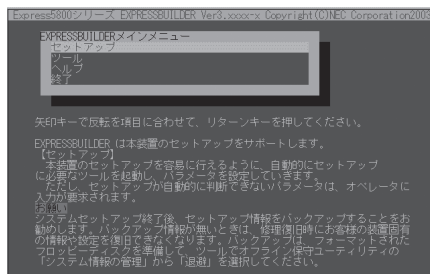 Express5800シリーズ EXPRESSBUILDER Ver3.xxxx-x Copyright(C)NEC Corporation2003
EXPRESSBUILDERメインメニュー
セットアップ
ツール
ヘルプ
終了
矢印キーで反転を項目に合わせて、リターンキーを押してください。
EXPRESSBUILDER は本装置のセットアップをサポートします。
【セットアップ】
本装置のセットアップを容易に行えるように、自動的にセットアップ
に必要なツールを起動し、パラメータを設定していきます。
ただし、セットアップが自動的に判断できないパラメータは、オペレータに
入力が要求されます。
システムセットアップ終了後、セットアップ情報をバックアップすることをお
勧めします。バックアップ情報が無いときは、修理復旧時にお客様の装置固有
の情報や設定を復旧できなくなります。バックアップは、フォーマットされた
フロッピーディスクを準備して、ツールでオフライン保守ユーティリティの
「システム情報の管理」から「退避」を選択してください。